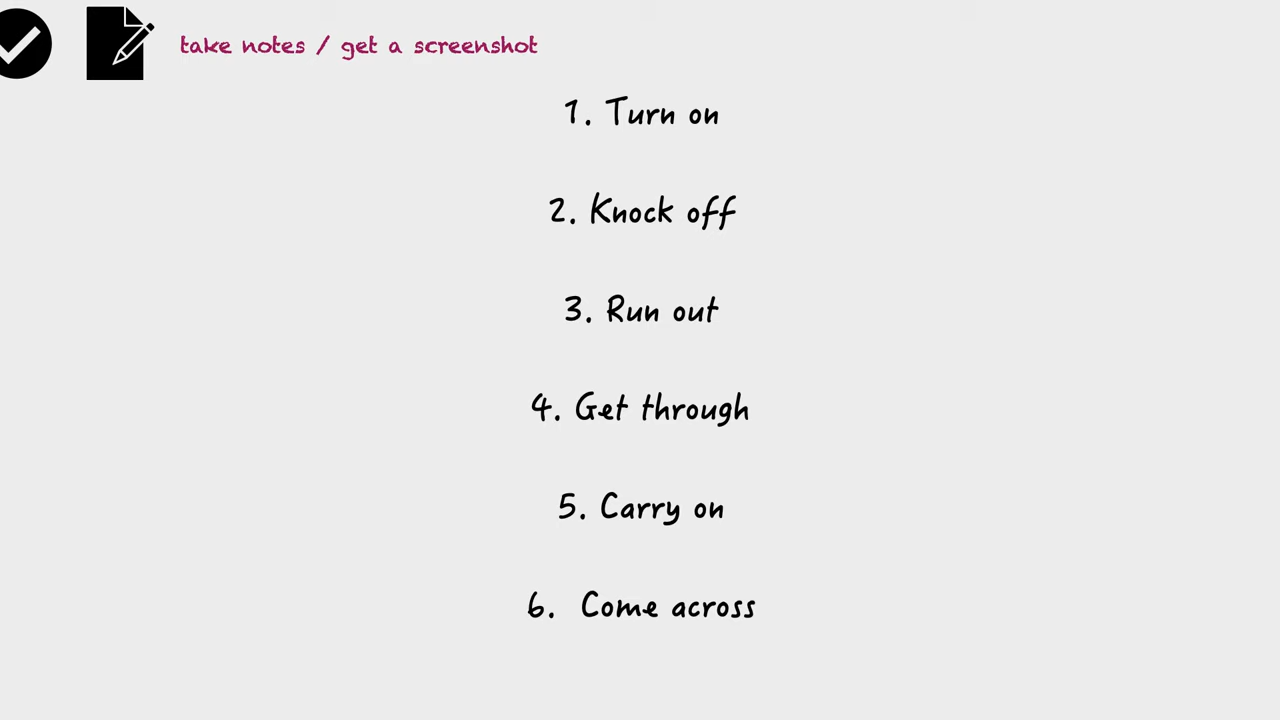 take notes / get a screenshot
1. Turn on
2. Knock off
3. Run out
4. Get through
5. Carry on
6. Come across